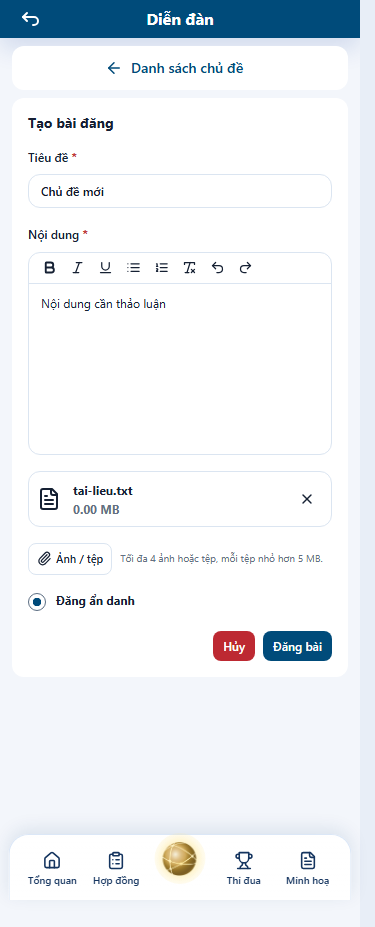 Diễn đàn
Danh sách chủ đề
Tạo bài đăng
Tiêu đề *
Chủ đề mới
Nội dung *
Nội dung cần thảo luận
tai-lieu.txt
0.00 MB
Ảnh / tệp
Tối đa 4 ảnh hoặc tệp, mỗi tệp nhỏ hơn 5 MB.
Đăng ẩn danh
Hủy
Đăng bài
Tổng quan
Hợp đồng
Thi đua
Minh hoạ